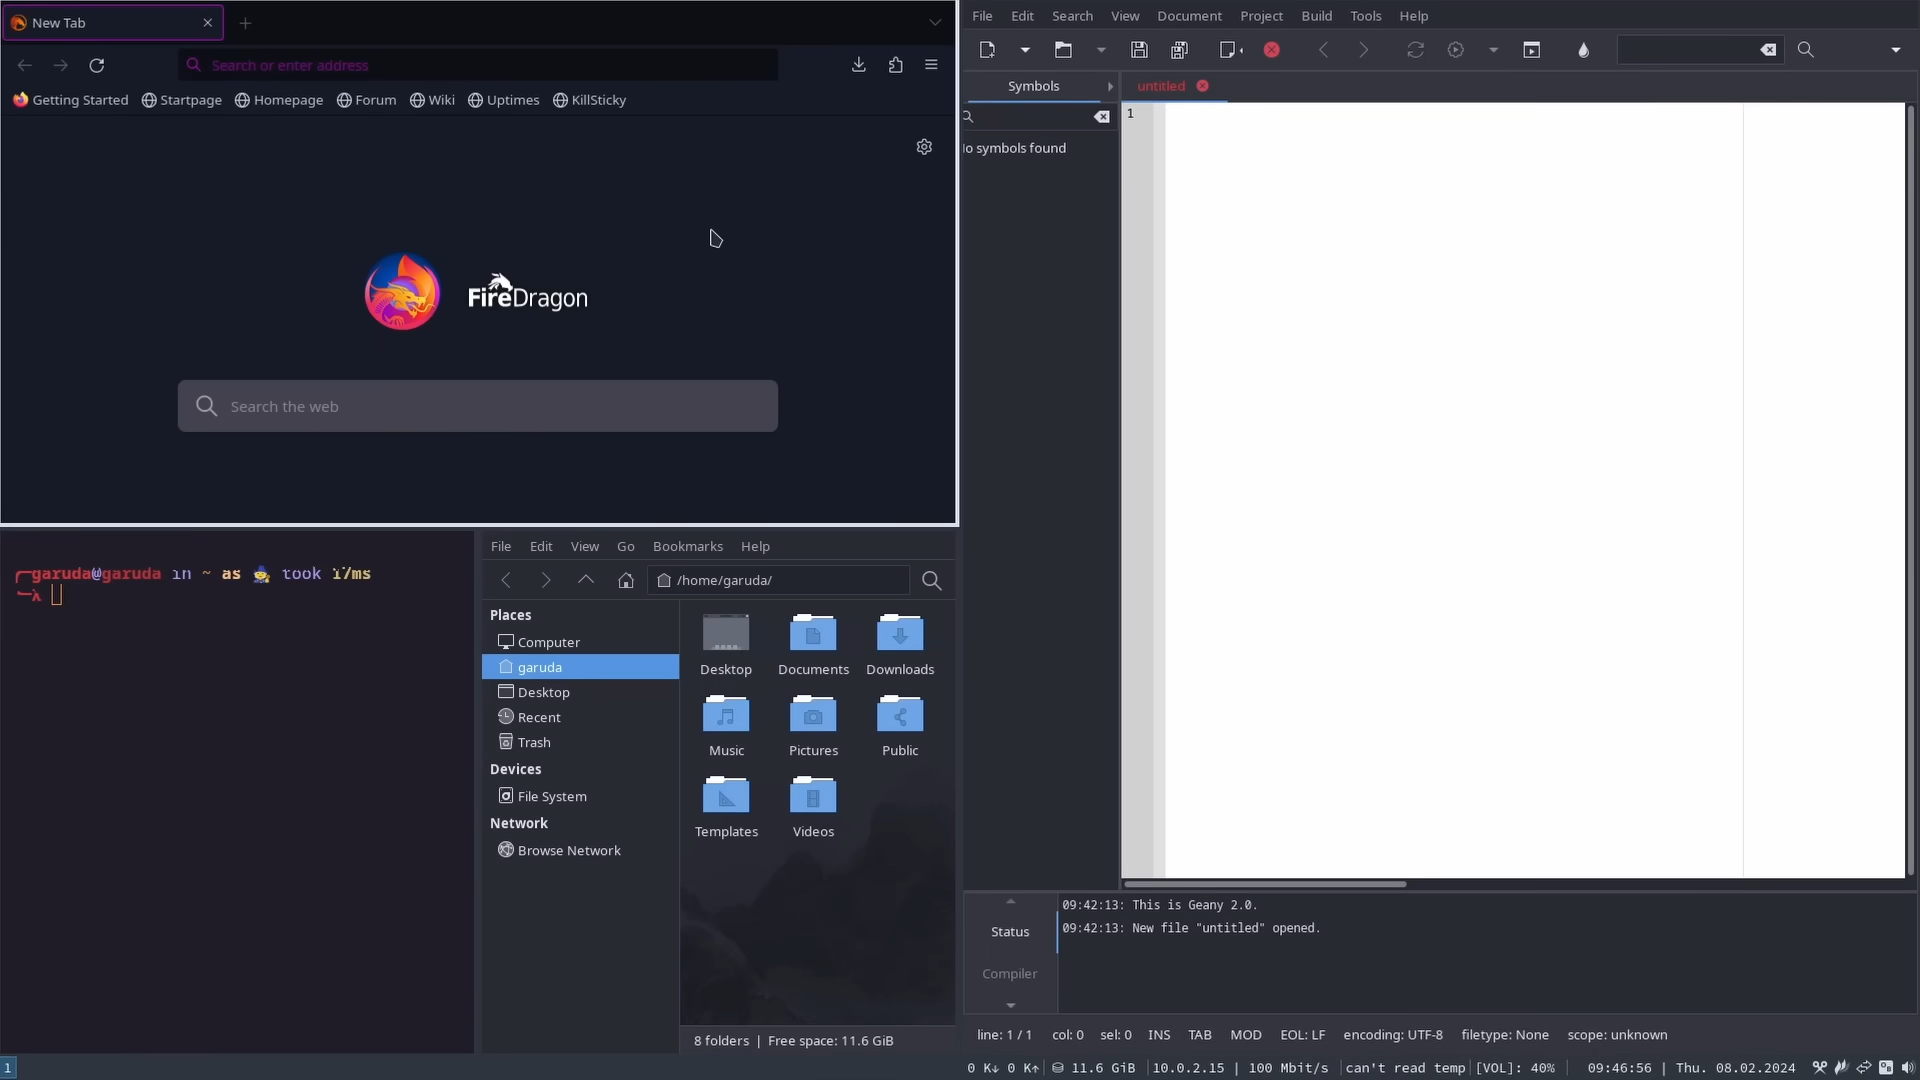 New Tab
Search or enter address
Getting Started Startpage Homepage Forum Wiki Uptimes KillSticky
FireDragon
Search the web
garuda@garuda in ~ as took 17ms
λ
File Edit View Go Bookmarks Help
/home/garuda/
Places
Computer
garuda
Desktop
Recent
Trash
Devices
File System
Network
Browse Network
Desktop Documents Downloads
Music Pictures Public
Templates Videos
8 folders | Free space: 11.6 GiB
File Edit Search View Document Project Build Tools Help
Symbols
untitled
1
o symbols found
Status
Compiler
09:42:13: This is Geany 2.0.
09:42:13: New file "untitled" opened.
line: 1 / 1 col: 0 sel: 0 INS TAB MOD EOL: LF encoding: UTF-8 filetype: None scope: unknown
1
0 K↓ 0 K↑ 11.6 GiB 10.0.2.15 | 100 Mbit/s can't read temp [VOL]: 40% 09:46:56 | Thu. 08.02.2024